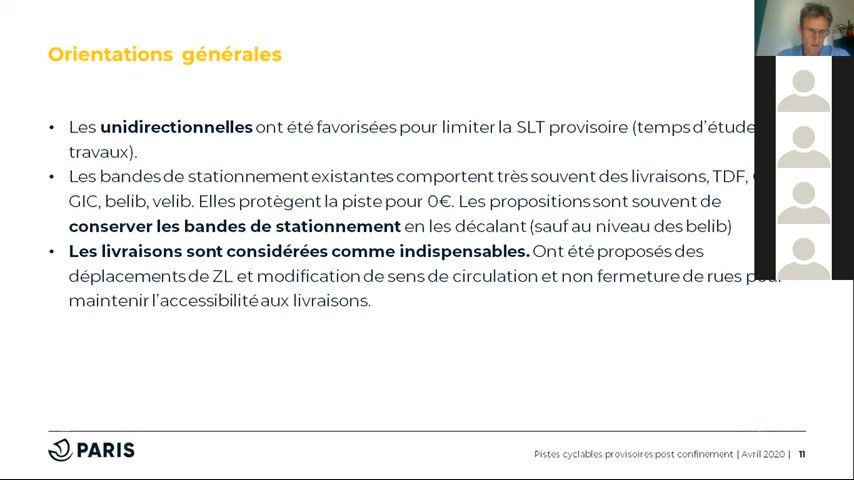 Orientations générales
• Les unidirectionnelles ont été favorisées pour limiter la SLT provisoire (temps d'étude
travaux).
• Les bandes de stationnement existantes comportent très souvent des livraisons, TDF,
GIC, belib, velib. Elles protègent la piste pour 0€. Les propositions sont souvent de
conserver les bandes de stationnement en les décalant (sauf au niveau des belib)
• Les livraisons sont considérées comme indispensables. Ont été proposés des
déplacements de ZL et modification de sens de circulation et non fermeture de rues pour
maintenir l'accessibilité aux livraisons.
PARIS
Pistes cyclables provisoires post confinement | Avril 2020 | 11